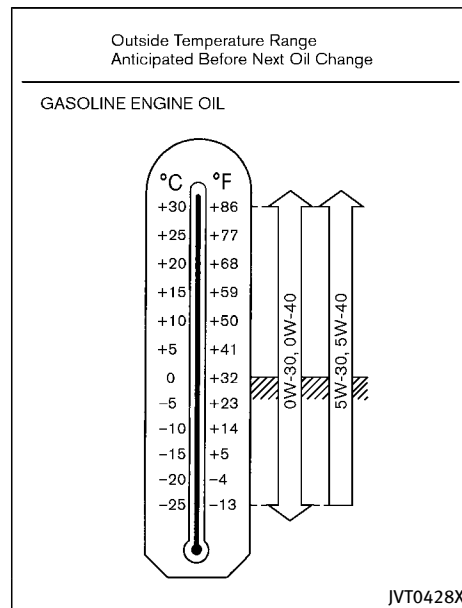 Outside Temperature Range
Anticipated Before Next Oil Change
GASOLINE ENGINE OIL
°C °F
+30 +86
+25 +77
+20 +68
+15 +59
+10 +50
+5 +41
0 +32
−5 +23
−10 +14
−15 +5
−20 −4
−25 −13
0W-30, 0W-40
5W-30, 5W-40
JVT0428X